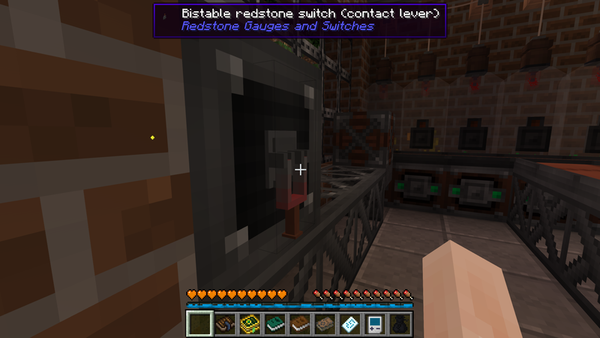 Bistable redstone switch (contact lever)
Redstone Gauges and Switches